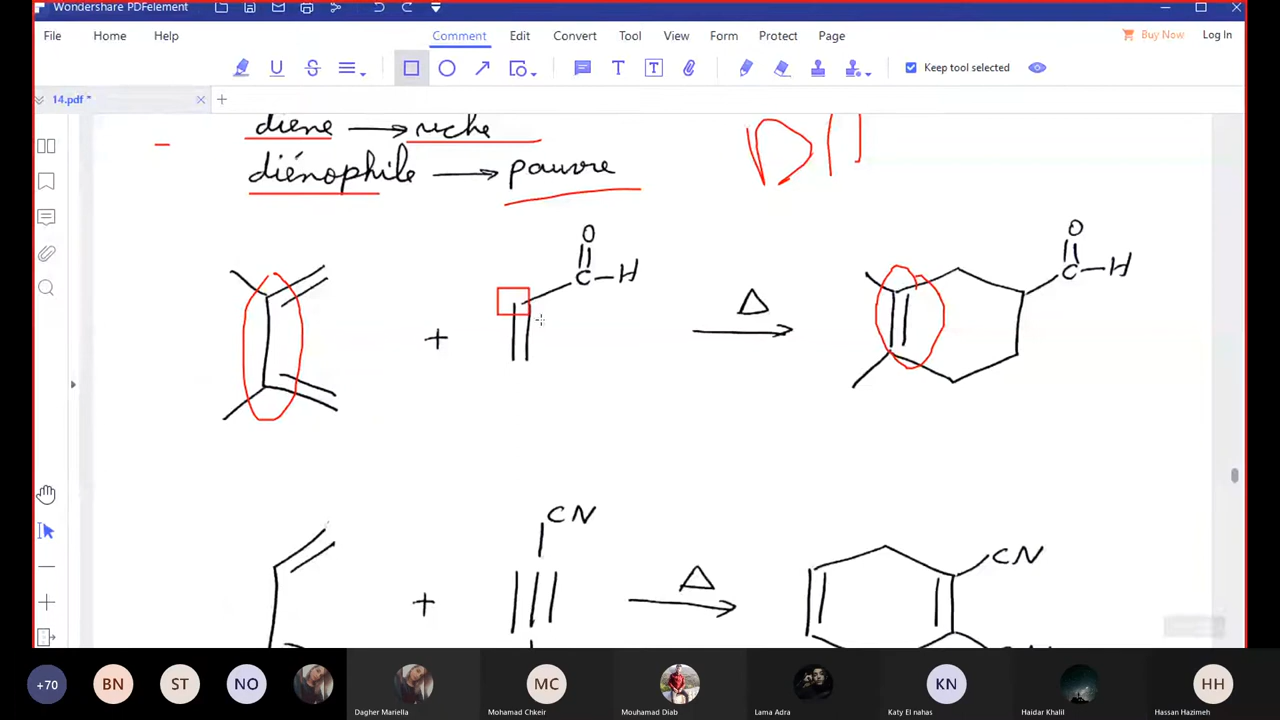 Wondershare PDFelement
File Home Help Comment Edit Convert Tool View Form Protect Page Buy Now Log In
Keep tool selected
14.pdf *
diène → riche
DA
diénophile → pauvre
O
C-H
+
Δ
O
C-H
CN
+
Δ
CN
+70 BN ST NO MC KN HH
Dagher Mariella Mohamad Chkeir Mouhamad Diab Lama Adra Katy El nahas Haidar Khalil Hassan Hazimeh